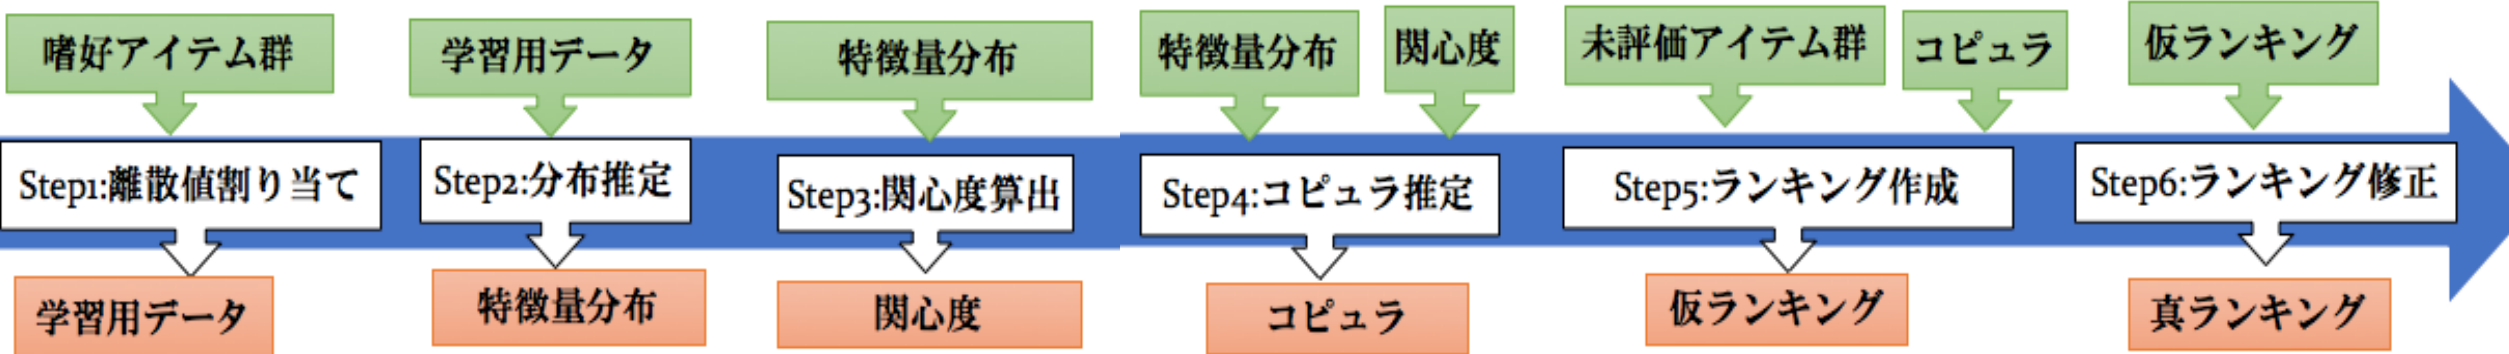 嗜好アイテム群
学習用データ
特徴量分布
特徴量分布
関心度
未評価アイテム群
コピュラ
仮ランキング
Step1:離散値割り当て
Step2:分布推定
Step3:関心度算出
Step4:コピュラ推定
Step5:ランキング作成
Step6:ランキング修正
学習用データ
特徴量分布
関心度
コピュラ
仮ランキング
真ランキング